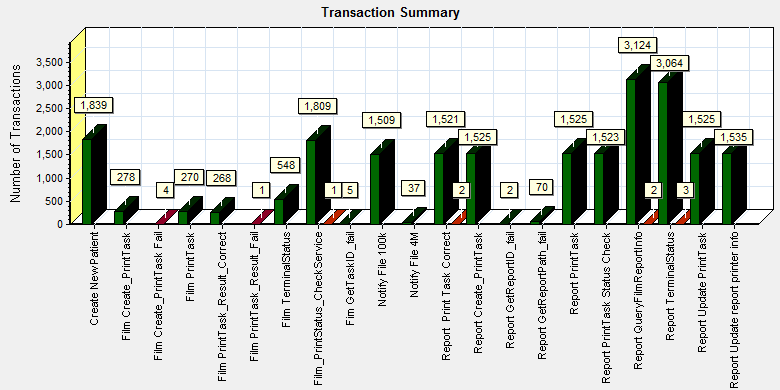 Transaction Summary
Number of Transactions
3,500
3,000
2,500
2,000
1,500
1,000
500
0
1,839
278
4
270
268
1
548
1,809
1
5
1,509
37
1,521
2
1,525
2
70
1,525
1,523
3,124
2
3,064
3
1,525
1,535
Create NewPatient
Film Create_PrintTask
Film Create_PrintTask Fail
Film PrintTask
Film PrintTask_Result_Correct
Film PrintTask_Result_Fail
Film TerminalStatus
Film_PrintStatus_CheckService
Fim GetTaskID_fail
Notify File 100k
Notify File 4M
Report Print Task Correct
Report Create_PrintTask
Report GetReportID_fail
Report GetReportPath_fail
Report PrintTask
Report PrintTask Status Check
Report QueryFilmReportInfo
Report TerminalStatus
Report Update PrintTask
Report Update report printer info